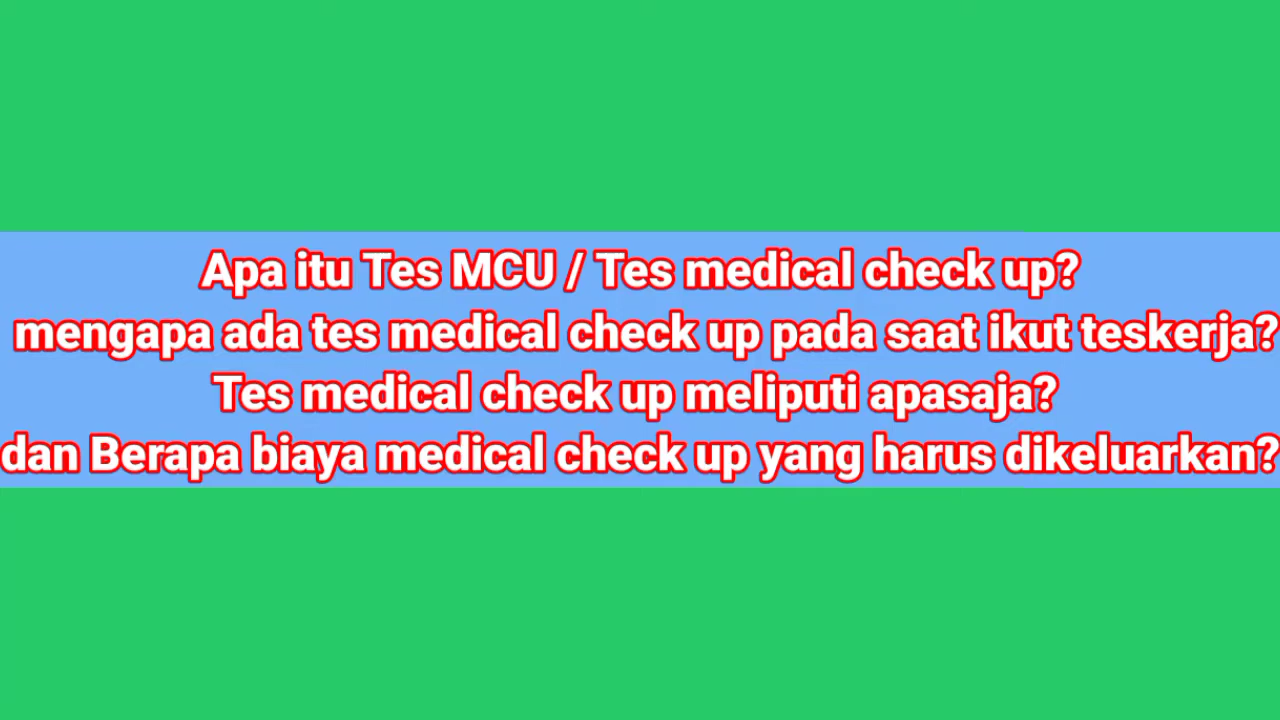 Apa itu Tes MCU / Tes medical check up?
mengapa ada tes medical check up pada saat ikut teskerja?
Tes medical check up meliputi apasaja?
dan Berapa biaya medical check up yang harus dikeluarkan?